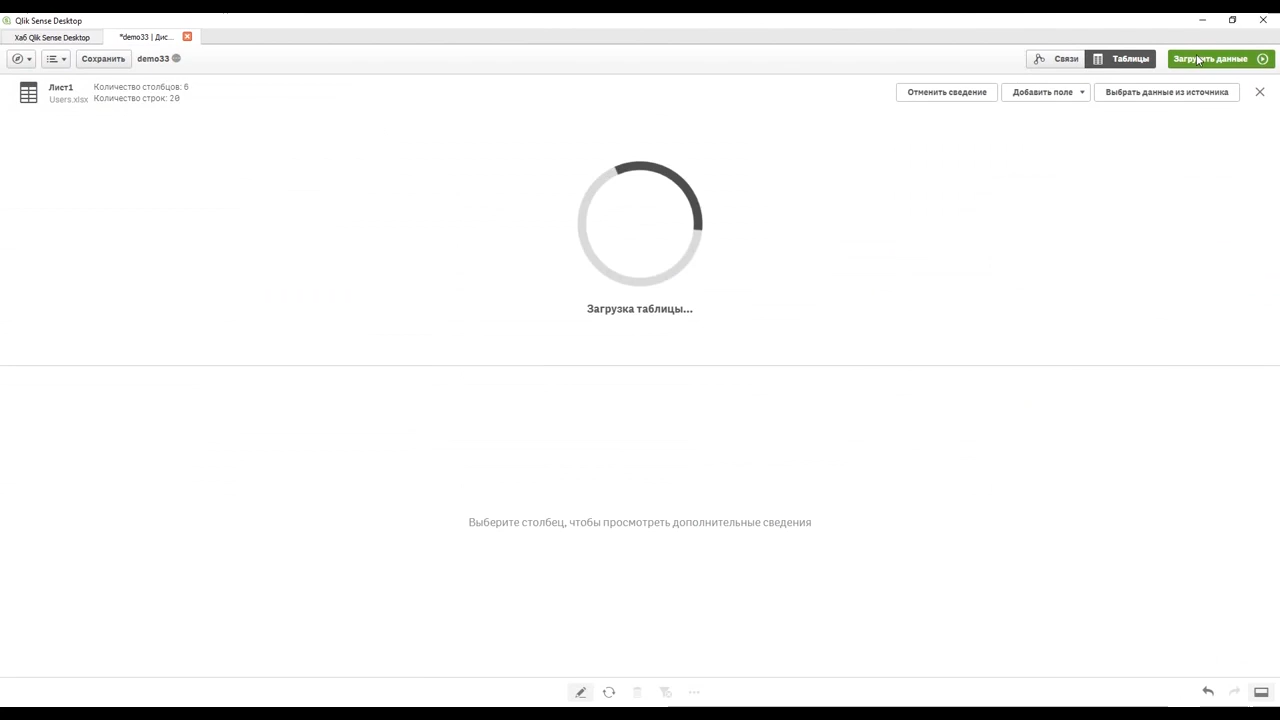 Qlik Sense Desktop
Хаб Qlik Sense Desktop
*demo33 | Дис...
Сохранить
demo33
Связи
Таблицы
Загрузить данные
Лист1
Users.xlsx
Количество столбцов: 6
Количество строк: 20
Отменить сведение
Добавить поле
Выбрать данные из источника
Загрузка таблицы...
Выберите столбец, чтобы просмотреть дополнительные сведения